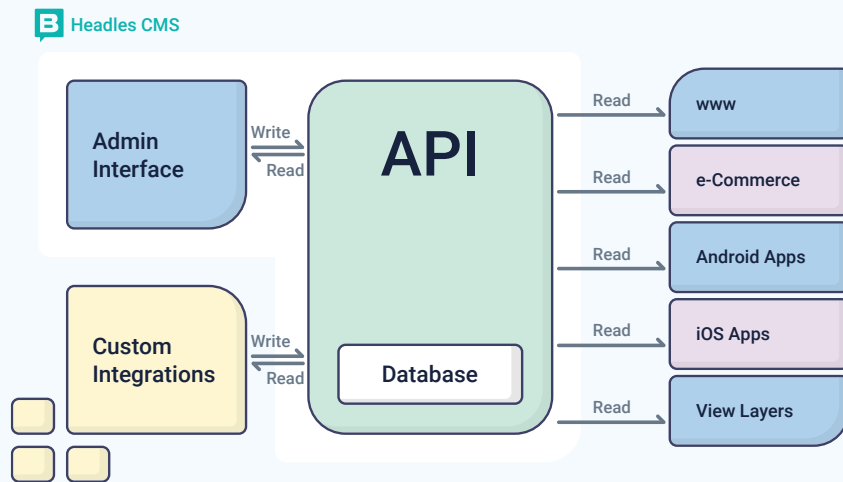 Headles CMS
Admin
Interface
Write
Read
API
Database
Custom
Integrations
Write
Read
Read
www
Read
e-Commerce
Read
Android Apps
Read
iOS Apps
Read
View Layers